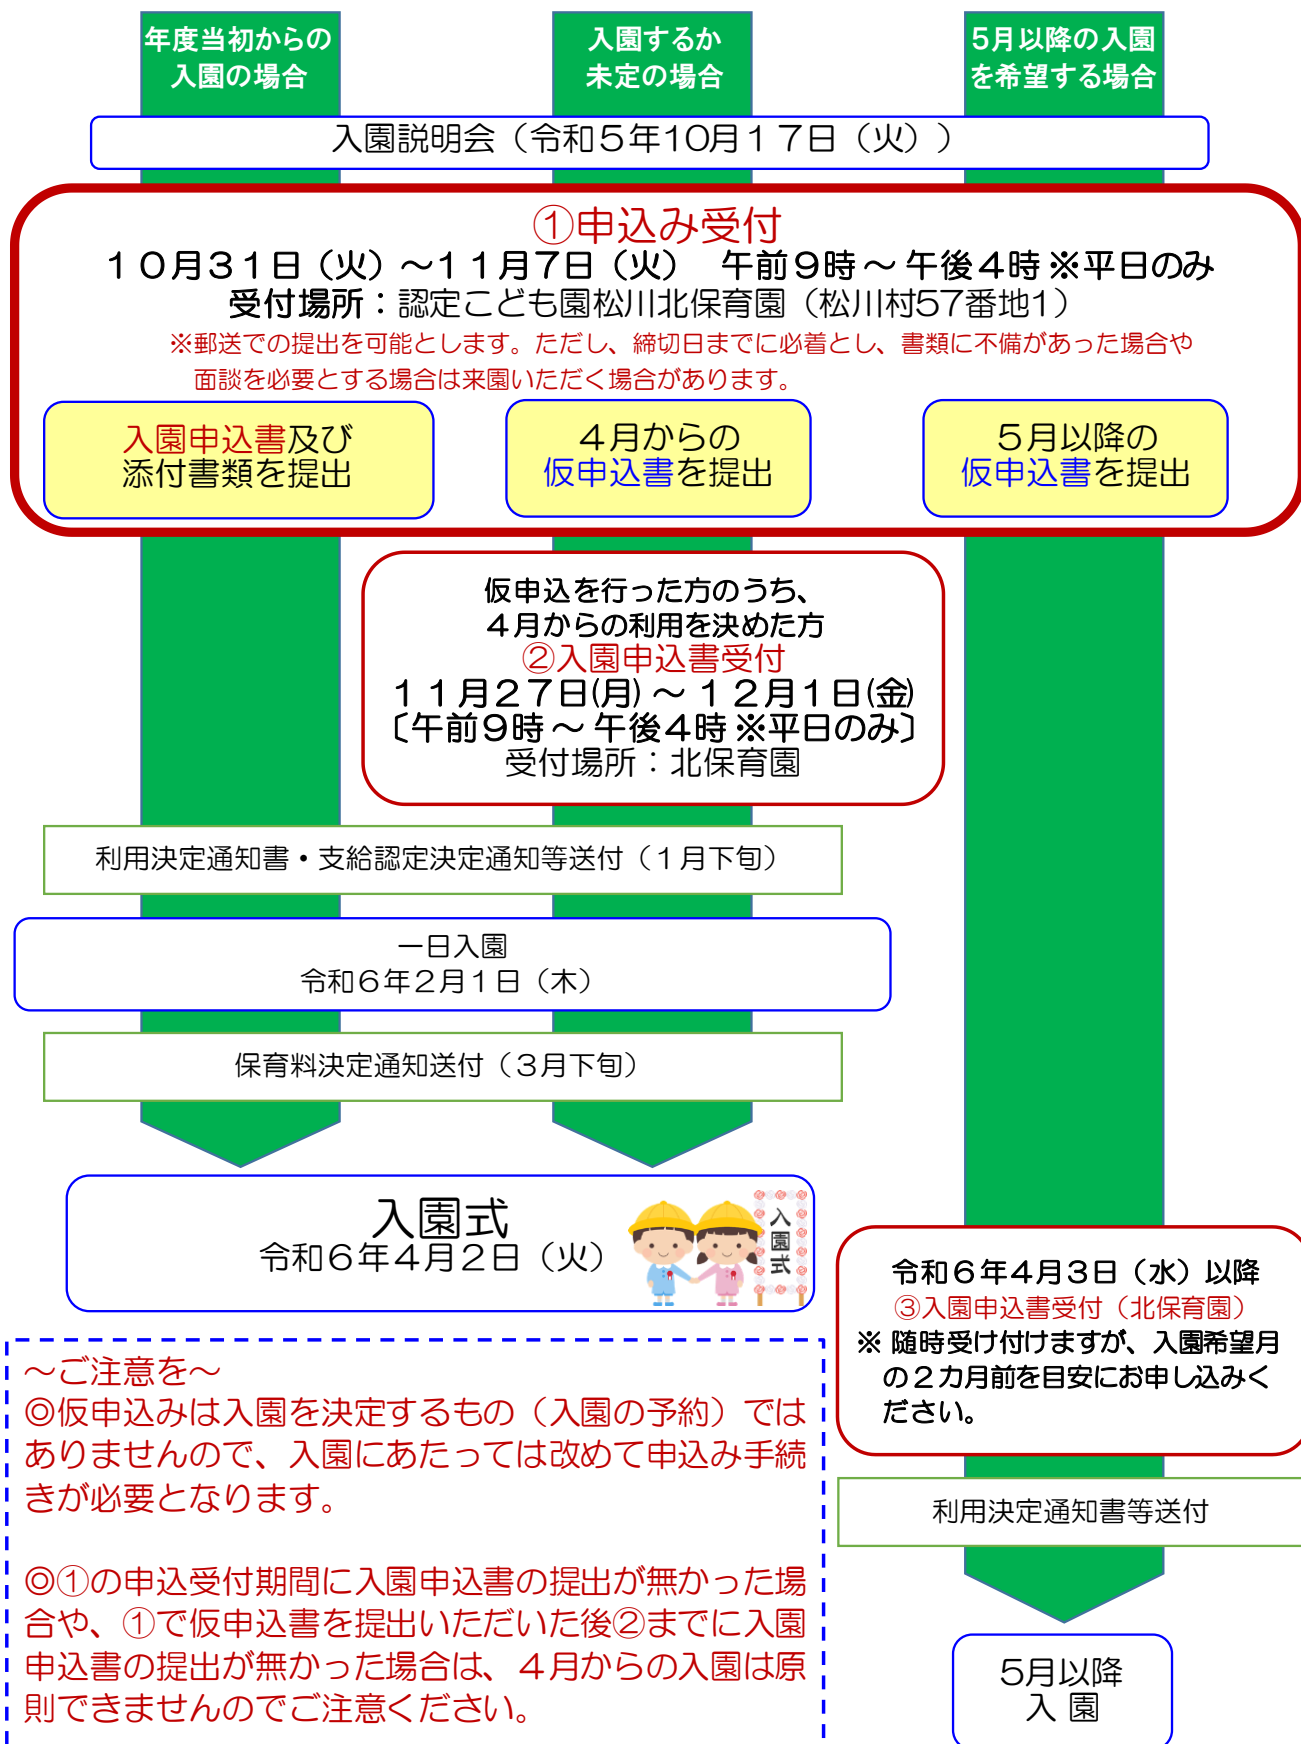 年度当初からの
入園の場合
入園するか
未定の場合
5月以降の入園
を希望する場合
入園説明会（令和５年10月１７日（火））
①申込み受付
１０月３１日（火）～１１月７日（火）　午前９時～午後４時※平日のみ
受付場所：認定こども園松川北保育園（松川村57番地1）
※郵送での提出を可能とします。ただし、締切日までに必着とし、書類に不備があった場合や
面談を必要とする場合は来園いただく場合があります。
入園申込書及び
添付書類を提出
４月からの
仮申込書を提出
５月以降の
仮申込書を提出
仮申込を行った方のうち、
４月からの利用を決めた方
②入園申込書受付
１１月２７日(月)～１２月１日(金)
〔午前９時～午後４時※平日のみ〕
受付場所：北保育園
利用決定通知書・支給認定決定通知等送付（１月下旬）
一日入園
令和６年２月１日（木）
保育料決定通知送付（３月下旬）
入園式
令和６年４月２日（火）
入園式
令和６年４月３日（水）以降
③入園申込書受付（北保育園）
※ 随時受け付けますが、入園希望月
の２カ月前を目安にお申し込みく
ださい。
利用決定通知書等送付
5月以降
入 園
～ご注意を～
◎仮申込みは入園を決定するもの（入園の予約）では
ありませんので、入園にあたっては改めて申込み手続
きが必要となります。
◎①の申込受付期間に入園申込書の提出が無かった場
合や、①で仮申込書を提出いただいた後②までに入園
申込書の提出が無かった場合は、４月からの入園は原
則できませんのでご注意ください。